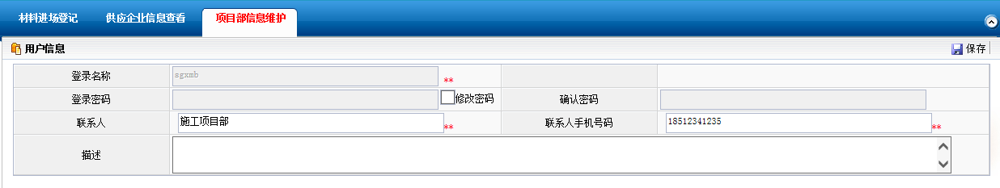 材料进场登记 供应企业信息查看 项目部信息维护
用户信息 保存
登录名称 sgxmb **
登录密码 修改密码 确认密码
联系人 施工项目部 ** 联系人手机号码 18512341235 **
描述